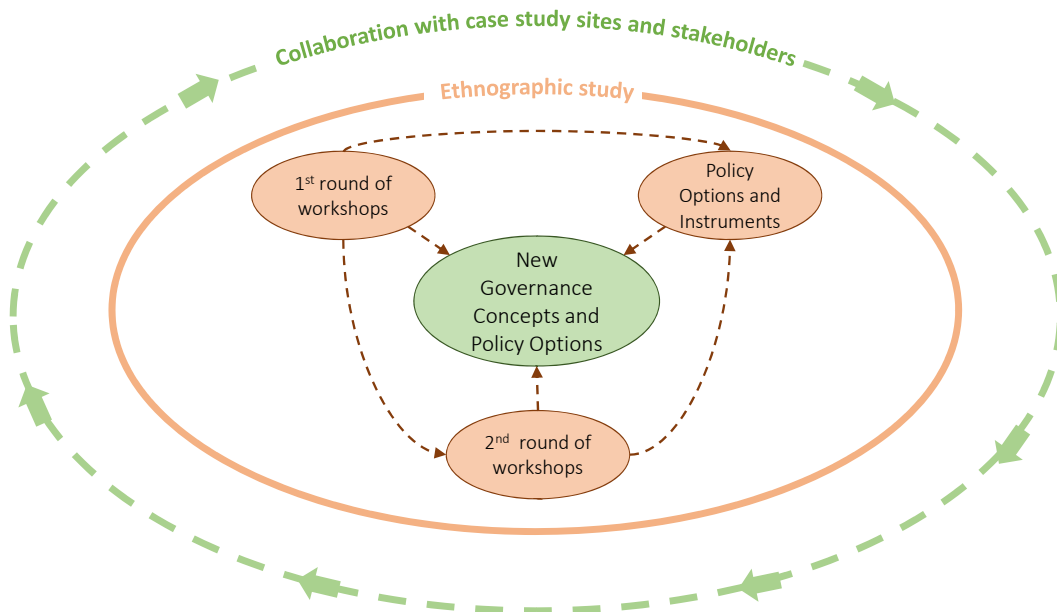 Collaboration with case study sites and stakeholders
Ethnographic study
1st round of
workshops
Policy
Options and
Instruments
New
Governance
Concepts and
Policy Options
2nd round of
workshops